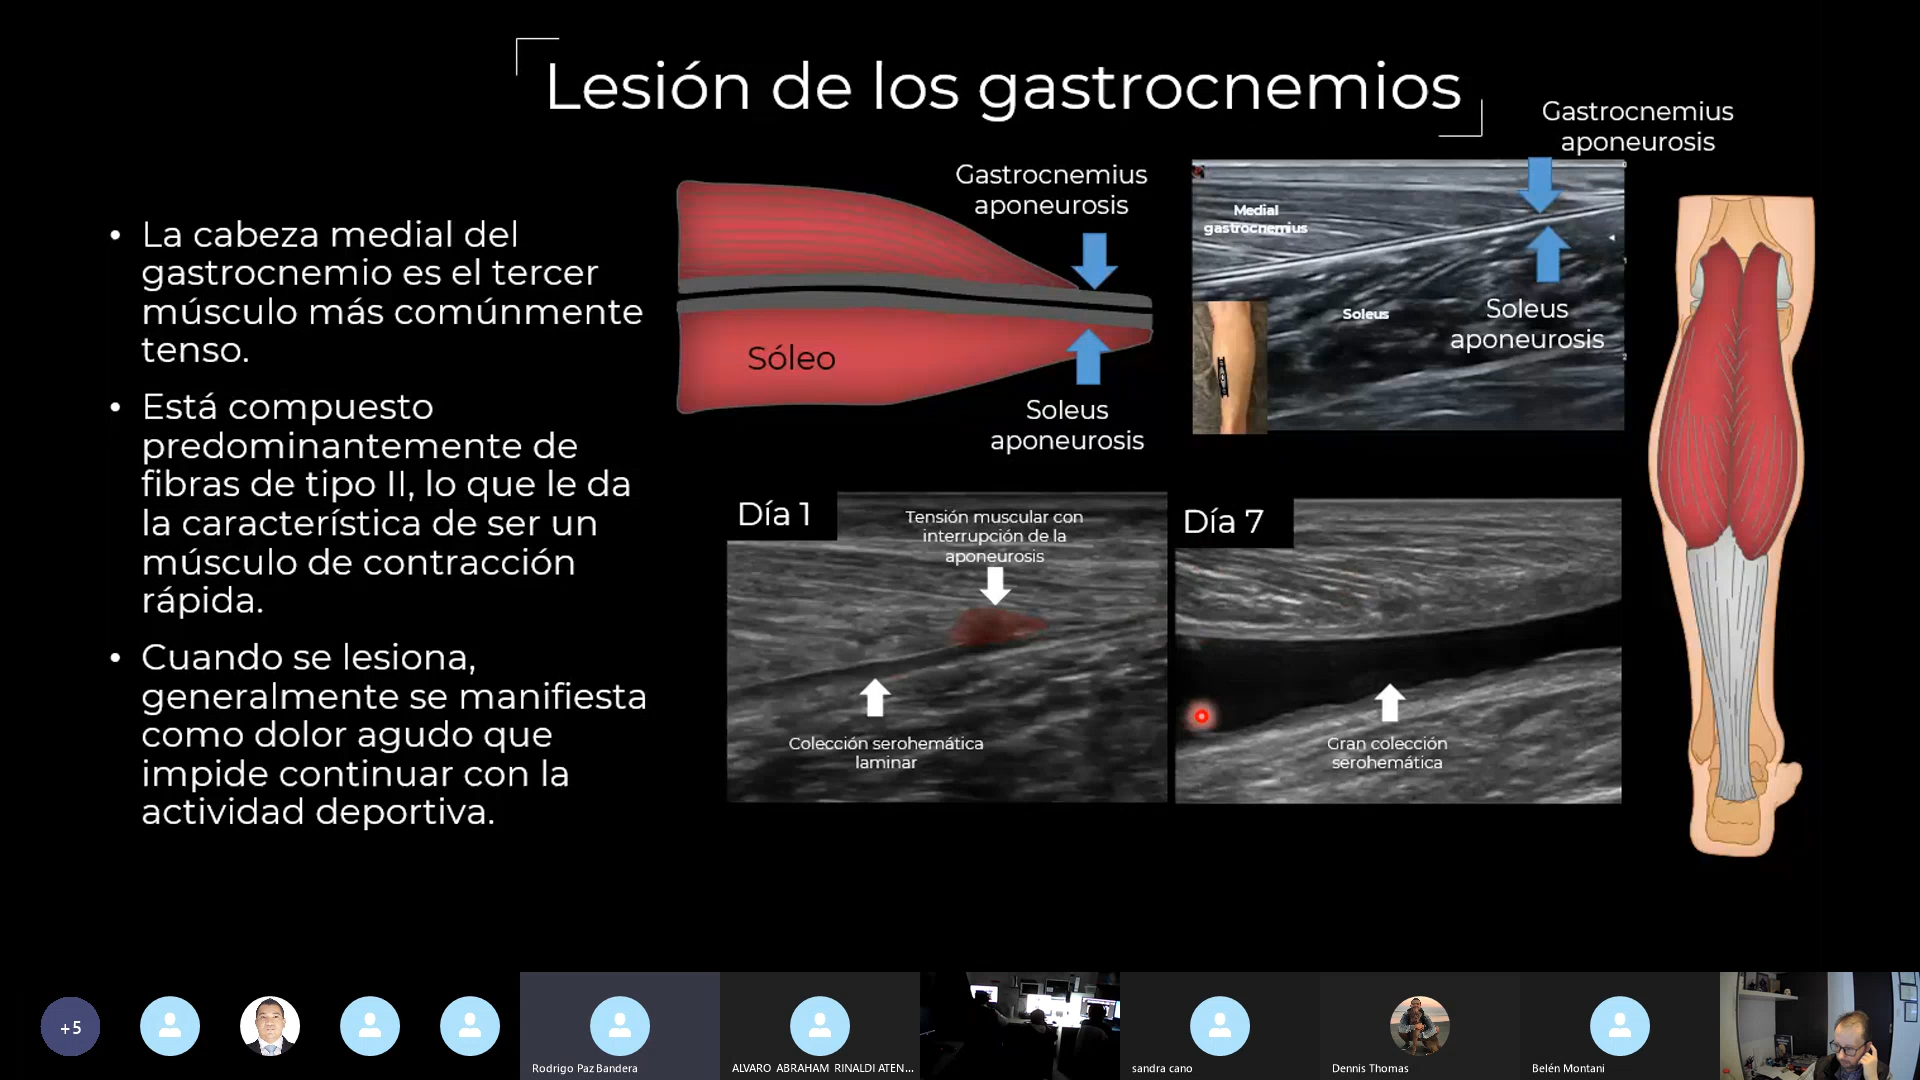 Lesión de los gastrocnemios
• La cabeza medial del
gastrocnemio es el tercer
músculo más comúnmente
tenso.
• Está compuesto
predominantemente de
fibras de tipo II, lo que le da
la característica de ser un
músculo de contracción
rápida.
• Cuando se lesiona,
generalmente se manifiesta
como dolor agudo que
impide continuar con la
actividad deportiva.
Gastrocnemius
aponeurosis
Sóleo
Soleus
aponeurosis
Gastrocnemius
aponeurosis
Medial
gastrocnemius
Soleus
Soleus
aponeurosis
Día 1
Tensión muscular con
interrupción de la
aponeurosis
Colección serohemática
laminar
Día 7
Gran colección
serohemática
+5
Rodrigo Paz Bandera
ALVARO ABRAHAM RINALDI ATEN...
sandra cano
Dennis Thomas
Belén Montani